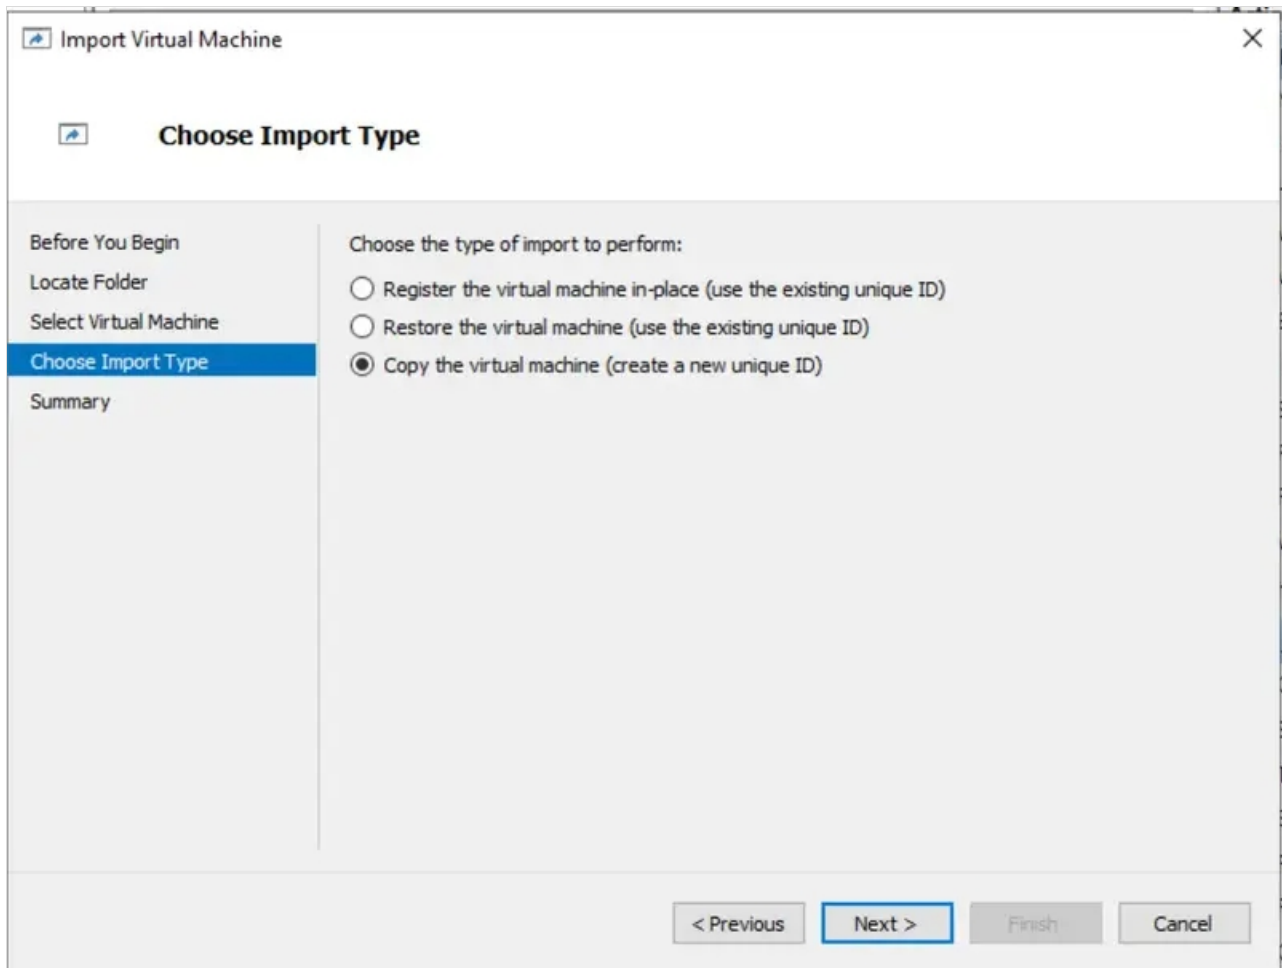 Import Virtual Machine
Choose Import Type
Before You Begin
Locate Folder
Select Virtual Machine
Choose Import Type
Summary
Choose the type of import to perform:
Register the virtual machine in-place (use the existing unique ID)
Restore the virtual machine (use the existing unique ID)
Copy the virtual machine (create a new unique ID)
< Previous
Next >
Finish
Cancel